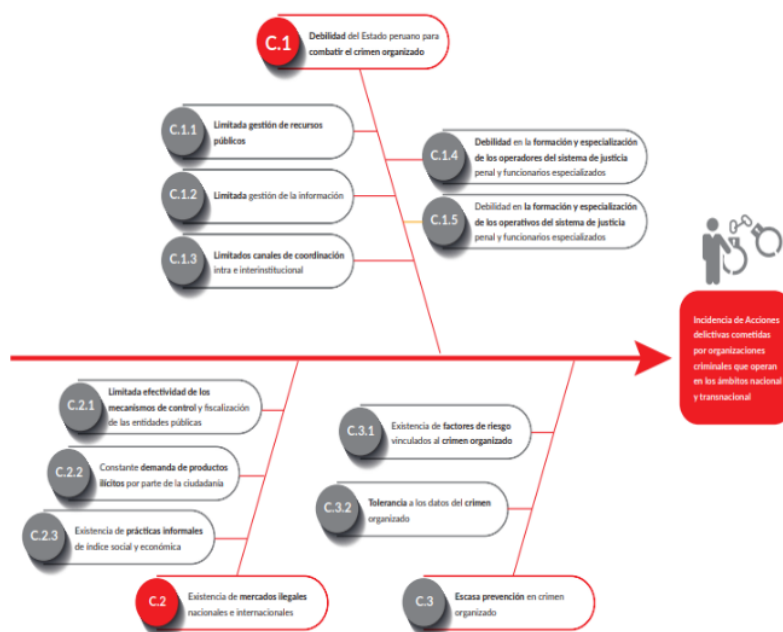 C.1
Debilidad del Estado peruano para
combatir el crimen organizado
C.1.1
Limitada gestión de recursos
públicos
C.1.2
Limitada gestión de la información
C.1.3
Limitados canales de coordinación
intra e interinstitucional
C.1.4
Debilidad en la formación y especialización
de los operadores del sistema de justicia
penal y funcionarios especializados
C.1.5
Debilidad en la formación y especialización
de los operativos del sistema de justicia
penal y funcionarios especializados
Incidencia de Acciones
delictivas cometidas
por organizaciones
criminales que operan
en los ámbitos nacional
y transnacional
C.2.1
Limitada efectividad de los
mecanismos de control y fiscalización
de las entidades públicas
C.2.2
Constante demanda de productos
ilícitos por parte de la ciudadanía
C.2.3
Existencia de prácticas informales
de índice social y económica
C.2
Existencia de mercados ilegales
nacionales e internacionales
C.3.1
Existencia de factores de riesgo
vinculados al crimen organizado
C.3.2
Tolerancia a los datos del crimen
organizado
C.3
Escasa prevención en crimen
organizado